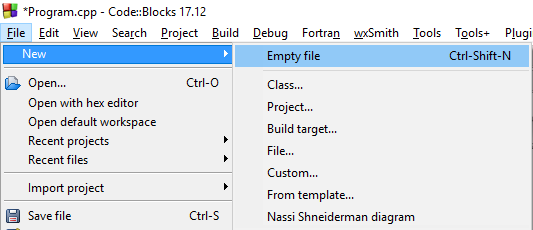 *Program.cpp - Code::Blocks 17.12
File Edit View Search Project Build Debug Fortran wxSmith Tools Tools+ Plugi
New
Open... Ctrl-O
Open with hex editor
Open default workspace
Recent projects
Recent files
Import project
Save file Ctrl-S
Empty file Ctrl-Shift-N
Class...
Project...
Build target...
File...
Custom...
From template...
Nassi Shneiderman diagram